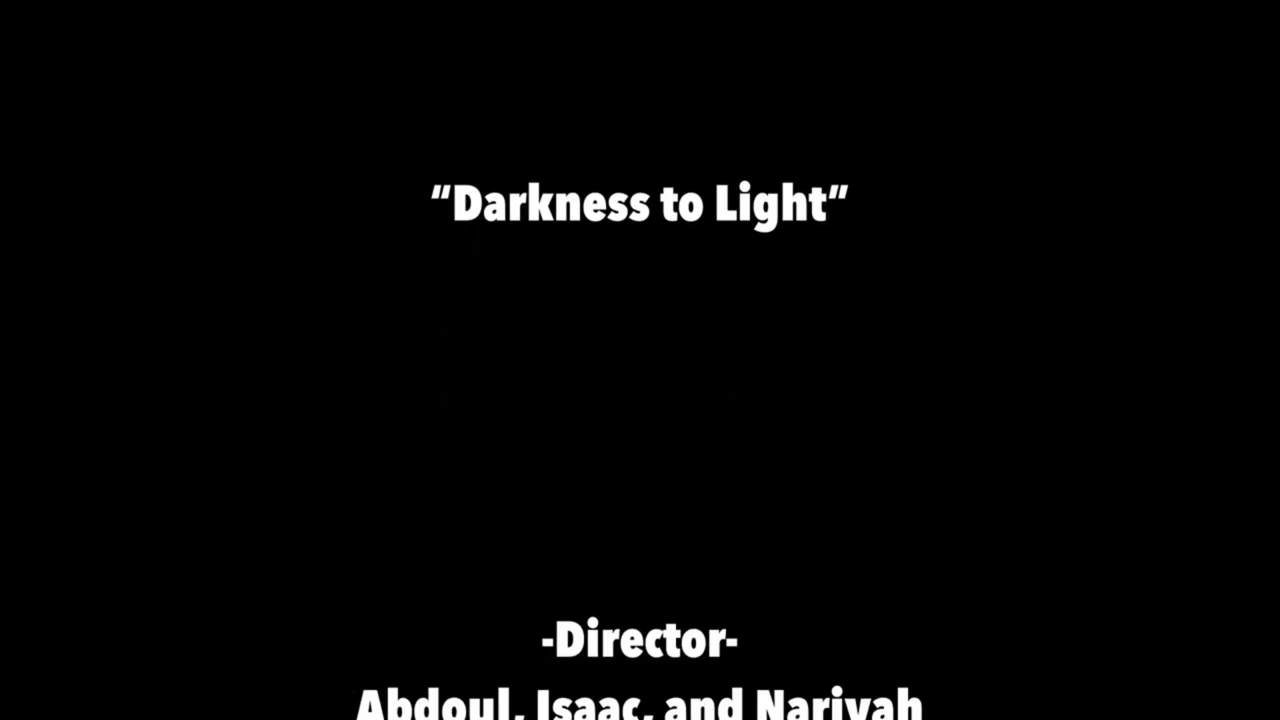 “Darkness to Light”
-Director-
Abdoul, Isaac, and Nariyah